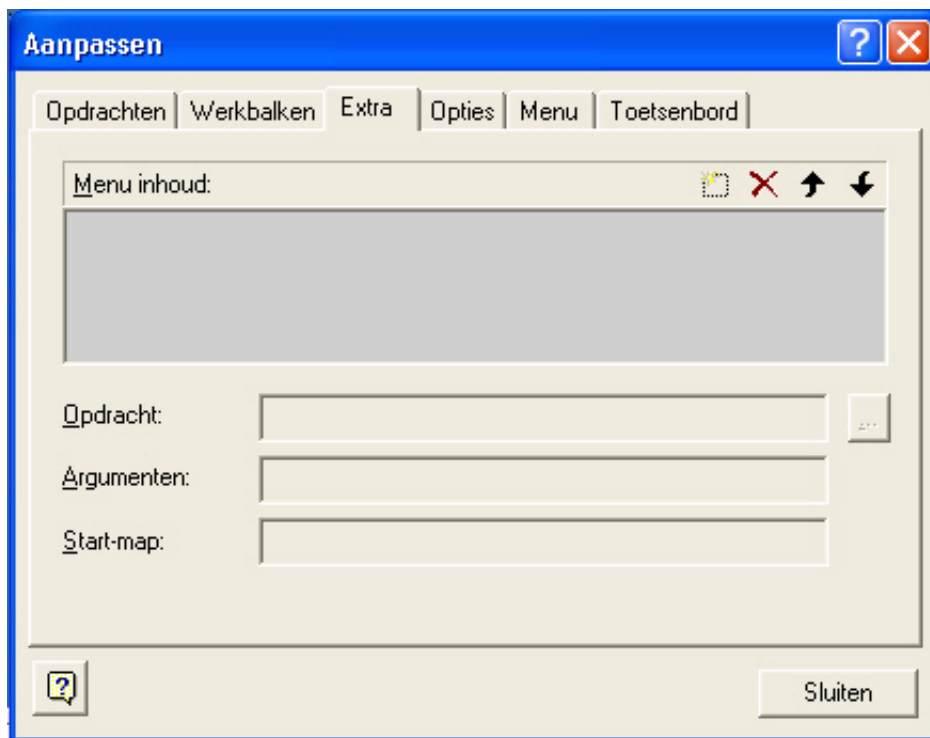 Aanpassen
Opdrachten Werkbalken Extra Opties Menu Toetsenbord
Menu inhoud:
Opdracht:
...
Argumenten:
Start-map:
Sluiten